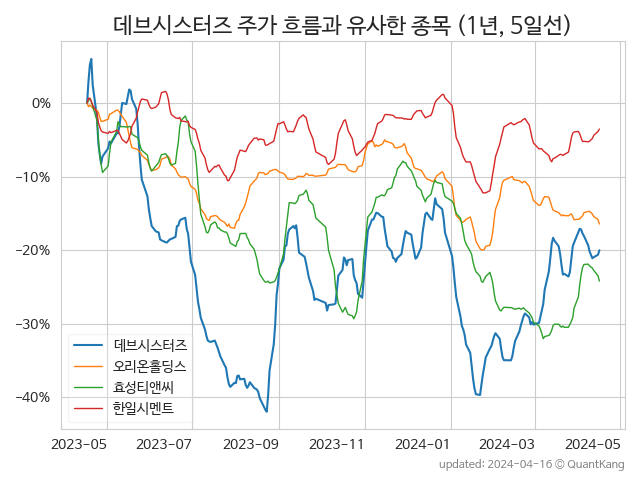 데브시스터즈 주가 흐름과 유사한 종목 (1년, 5일선)
0%
−10%
−20%
−30%
−40%
데브시스터즈
오리온홀딩스
효성티앤씨
한일시멘트
2023-05 2023-07 2023-09 2023-11 2024-01 2024-03 2024-05
updated: 2024-04-16 © QuantKang